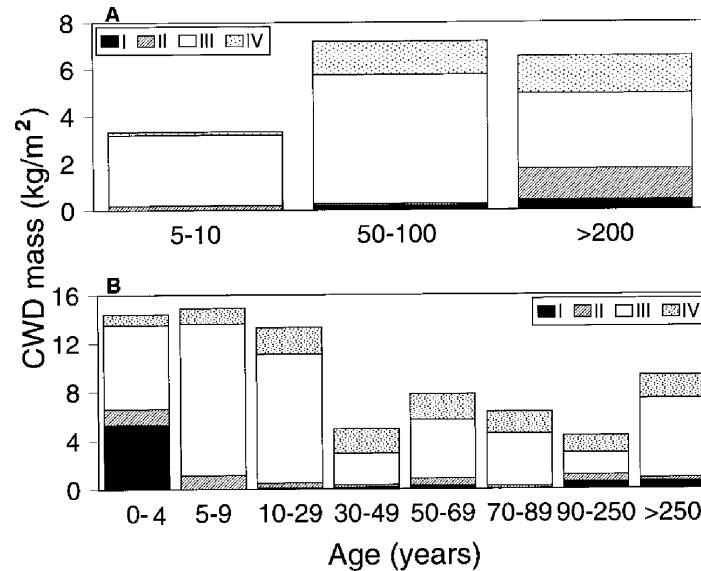 A
I II III IV
8
6
4
2
0
5-10 50-100 >200
CWD mass (kg/m²)
B
I II III IV
16
12
8
4
0
0-4 5-9 10-29 30-49 50-69 70-89 90-250 >250
Age (years)